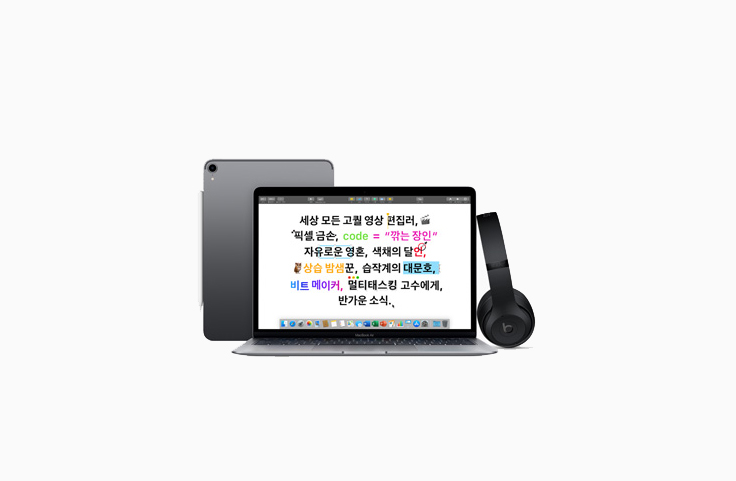 세상 모든 고퀄 영상 편집러,
픽셀 금손, code = "깎는 장인"
자유로운 영혼, 색채의 달인,
상습 밤샘꾼, 습작계의 대문호,
비트 메이커, 멀티태스킹 고수에게,
반가운 소식.
MacBook Air